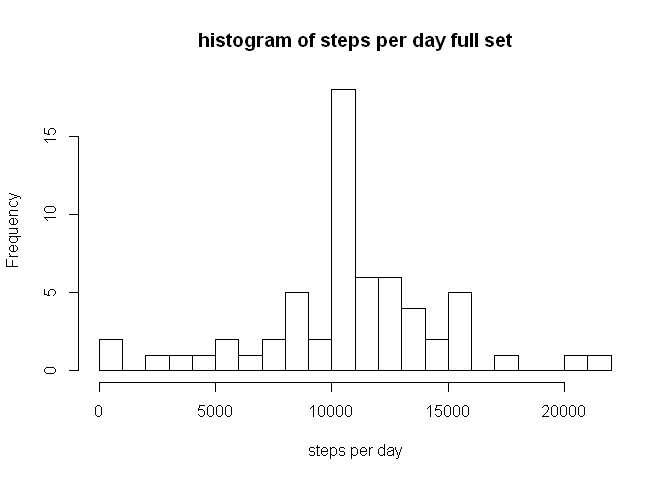 histogram of steps per day full set
Frequency
15
10
5
0
0 5000 10000 15000 20000
steps per day